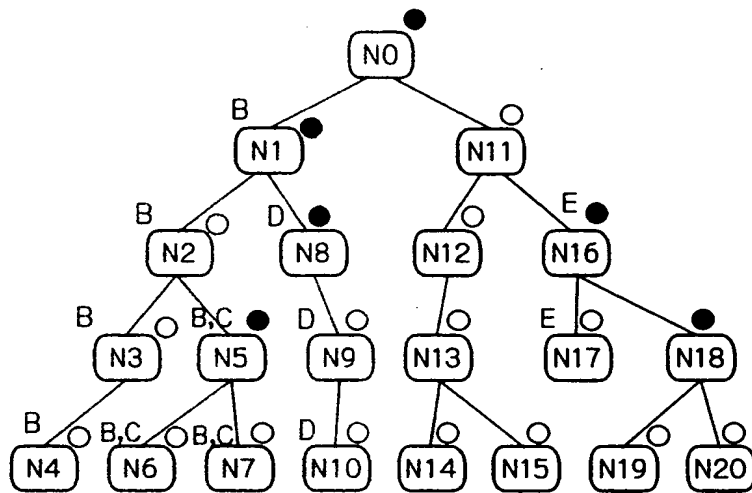 N0
B
N1 N11
B D E
N2 N8 N12 N16
B B,C D E
N3 N5 N9 N13 N17 N18
B B,C B,C D
N4 N6 N7 N10 N14 N15 N19 N20